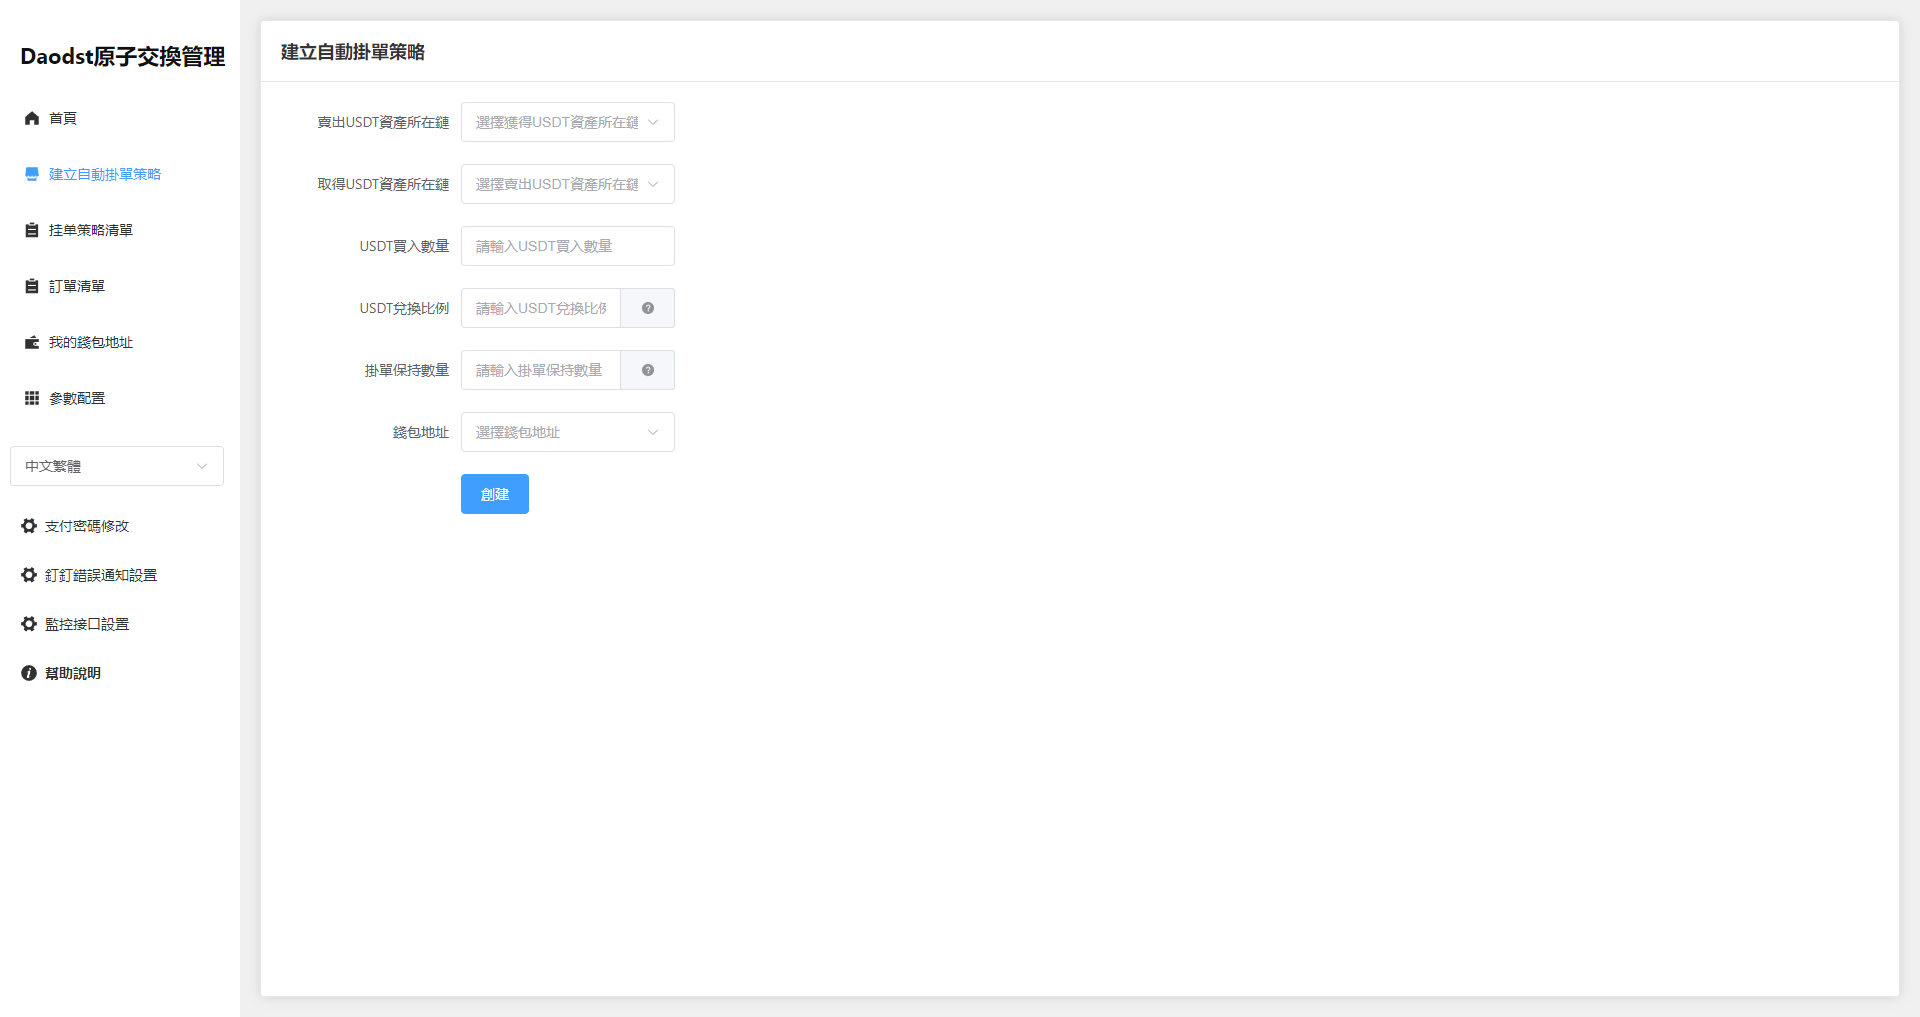 Daodst原子交換管理
首頁
建立自動掛單策略
挂单策略清單
訂單清單
我的錢包地址
參數配置
中文繁體
支付密碼修改
釘釘錯誤通知設置
監控接口設置
幫助說明
建立自動掛單策略
賣出USDT資產所在鏈 選擇獲得USDT資產所在鏈
取得USDT資產所在鏈 選擇賣出USDT資產所在鏈
USDT買入數量 請輸入USDT買入數量
USDT兌換比例 請輸入USDT兌換比例
掛單保持數量 請輸入掛單保持數量
錢包地址 選擇錢包地址
創建